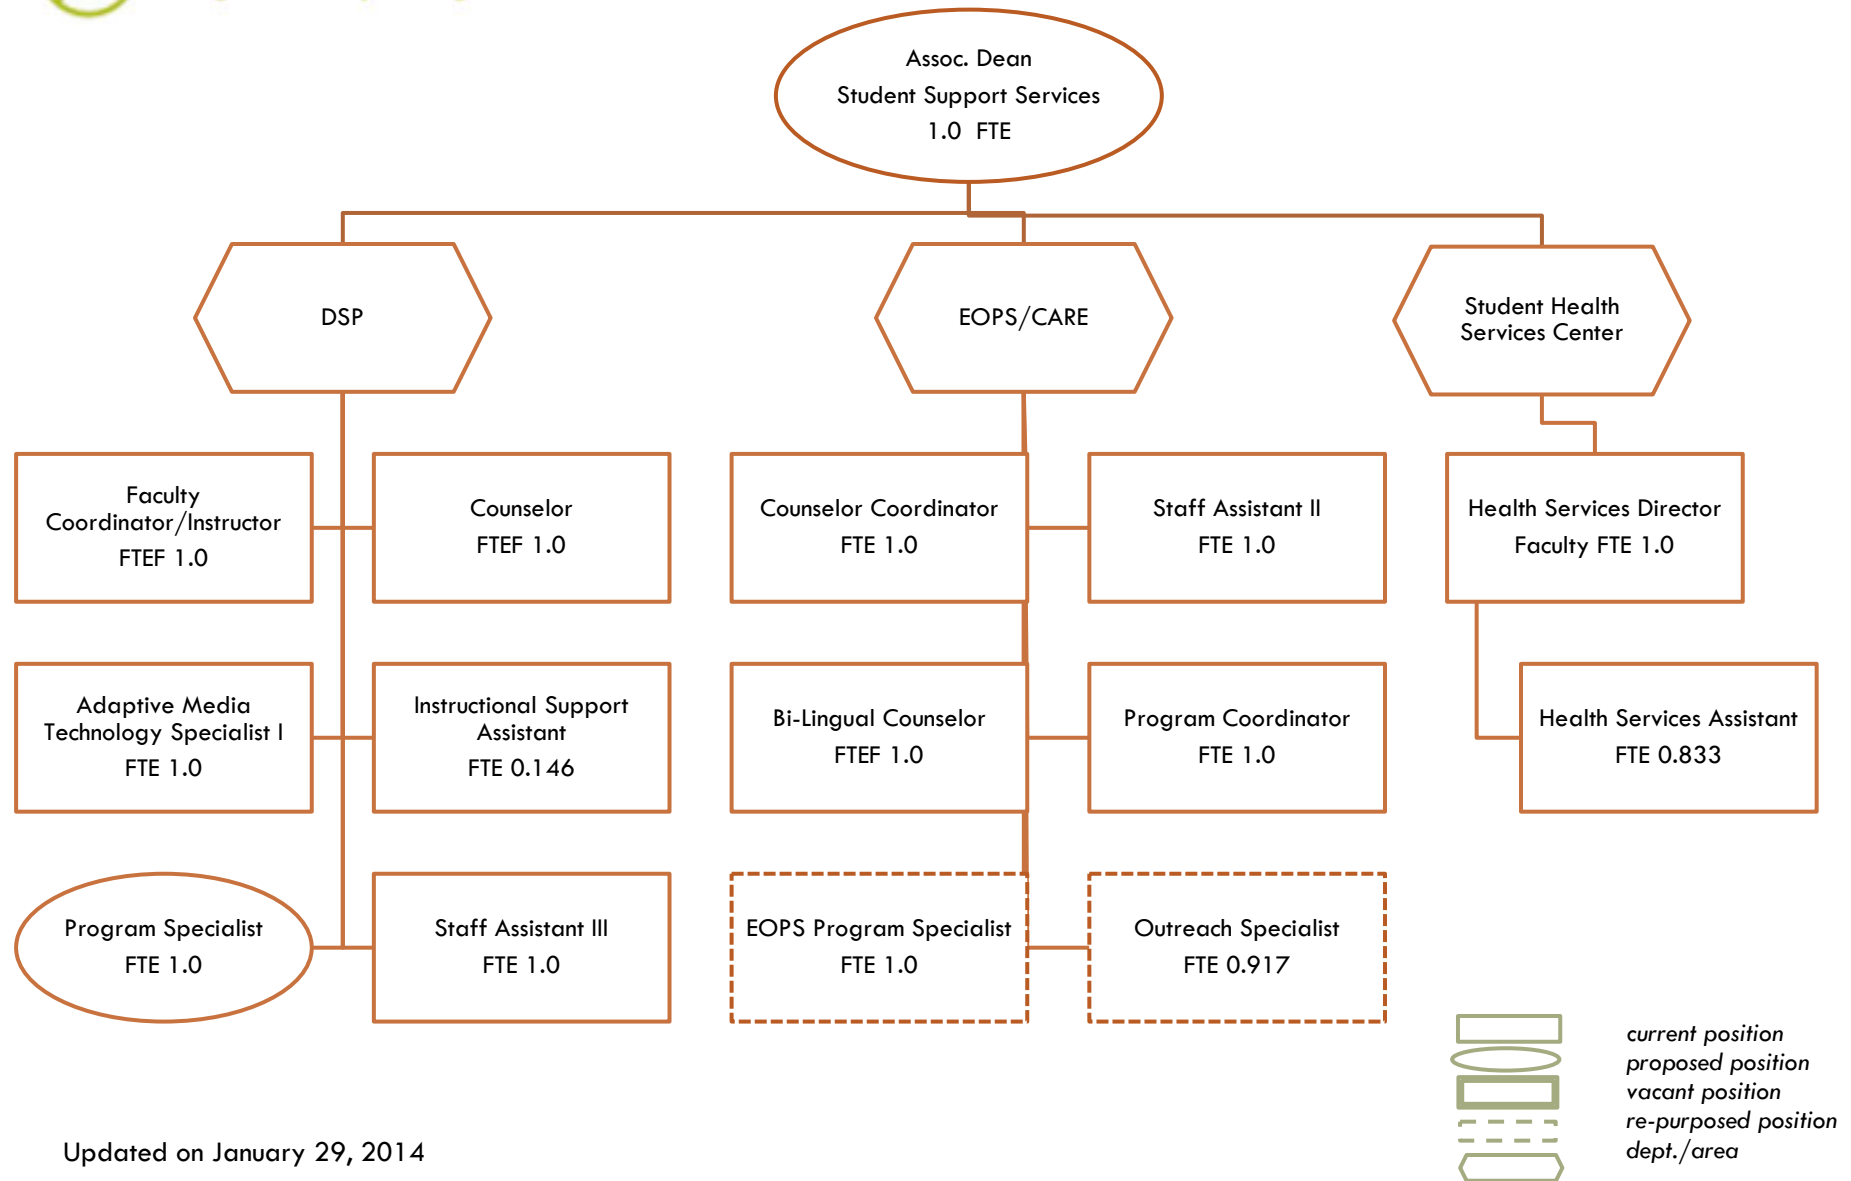 Assoc. Dean
Student Support Services
1.0 FTE
DSP
EOPS/CARE
Student Health
Services Center
Faculty
Coordinator/Instructor
FTEF 1.0
Counselor
FTEF 1.0
Counselor Coordinator
FTE 1.0
Staff Assistant II
FTE 1.0
Health Services Director
Faculty FTE 1.0
Adaptive Media
Technology Specialist I
FTE 1.0
Instructional Support
Assistant
FTE 0.146
Bi-Lingual Counselor
FTEF 1.0
Program Coordinator
FTE 1.0
Health Services Assistant
FTE 0.833
Program Specialist
FTE 1.0
Staff Assistant III
FTE 1.0
EOPS Program Specialist
FTE 1.0
Outreach Specialist
FTE 0.917
current position
proposed position
vacant position
re-purposed position
dept./area
Updated on January 29, 2014